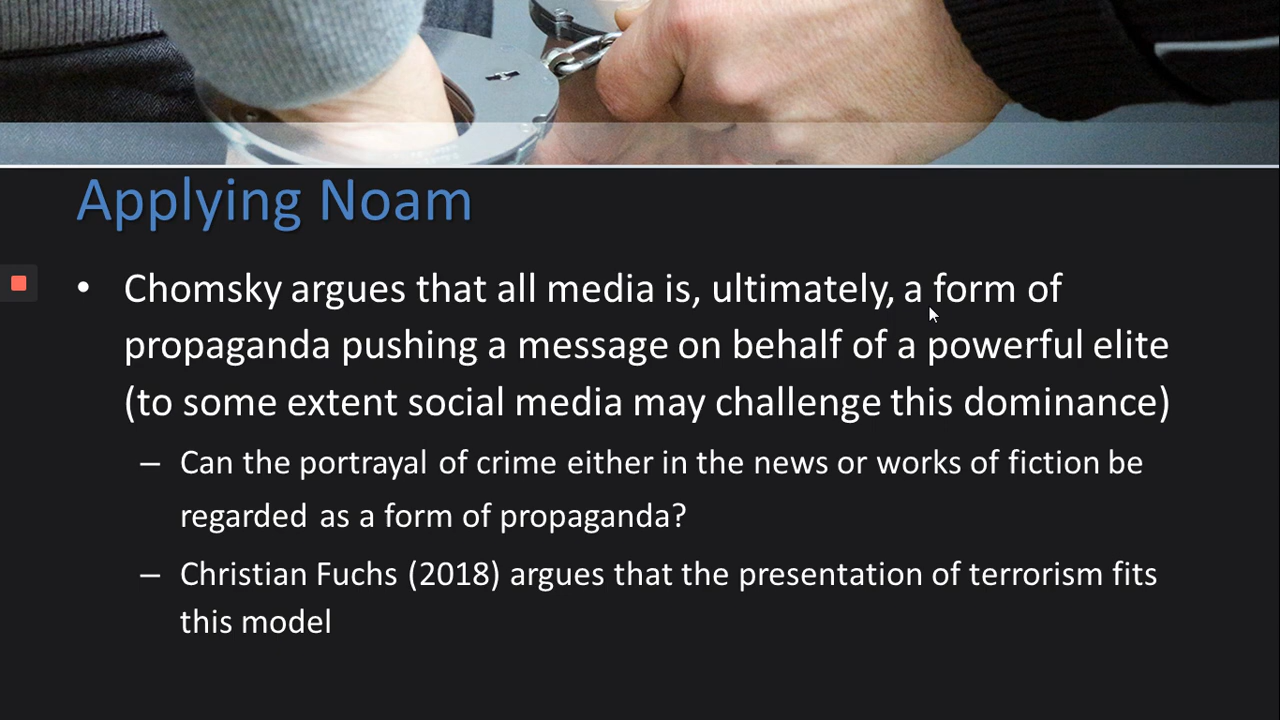 Applying Noam
• Chomsky argues that all media is, ultimately, a form of
propaganda pushing a message on behalf of a powerful elite
(to some extent social media may challenge this dominance)
– Can the portrayal of crime either in the news or works of fiction be
regarded as a form of propaganda?
– Christian Fuchs (2018) argues that the presentation of terrorism fits
this model